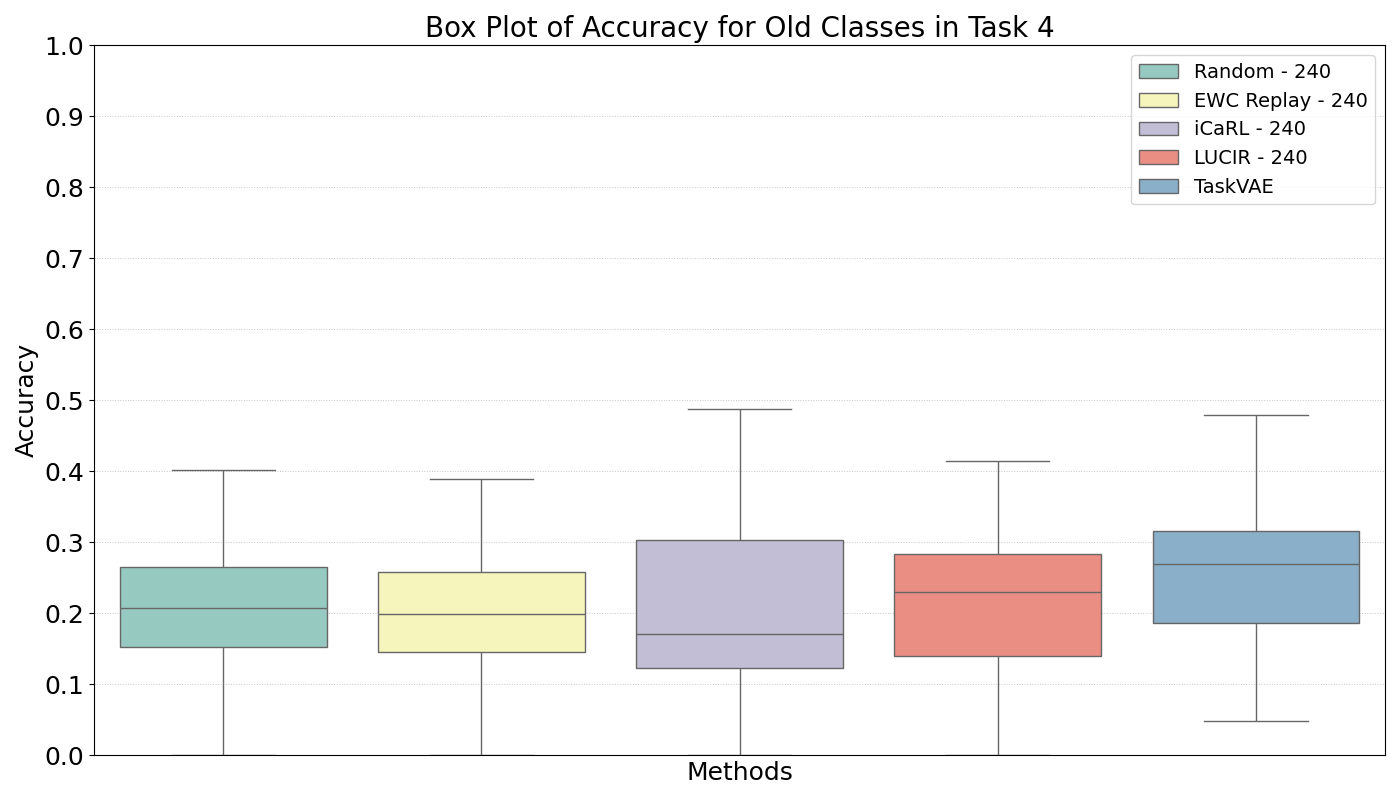 Box Plot of Accuracy for Old Classes in Task 4
1.0
0.9
0.8
0.7
0.6
0.5
0.4
0.3
0.2
0.1
0.0
Accuracy
Methods
Random - 240
EWC Replay - 240
iCaRL - 240
LUCIR - 240
TaskVAE